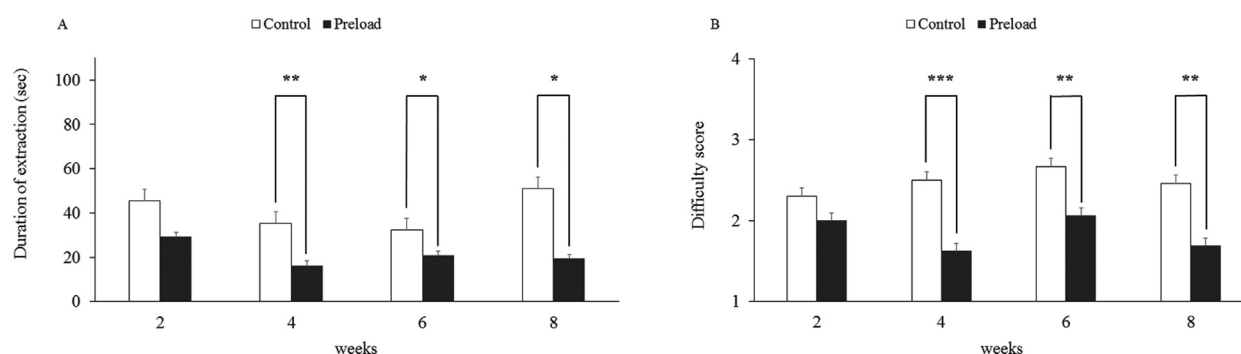 A
Control Preload
Duration of extraction (sec)
100
80
60
40
20
0
** * *
2 4 6 8
weeks
B
Control Preload
Difficulty score
4
3
2
1
*** ** **
2 4 6 8
weeks